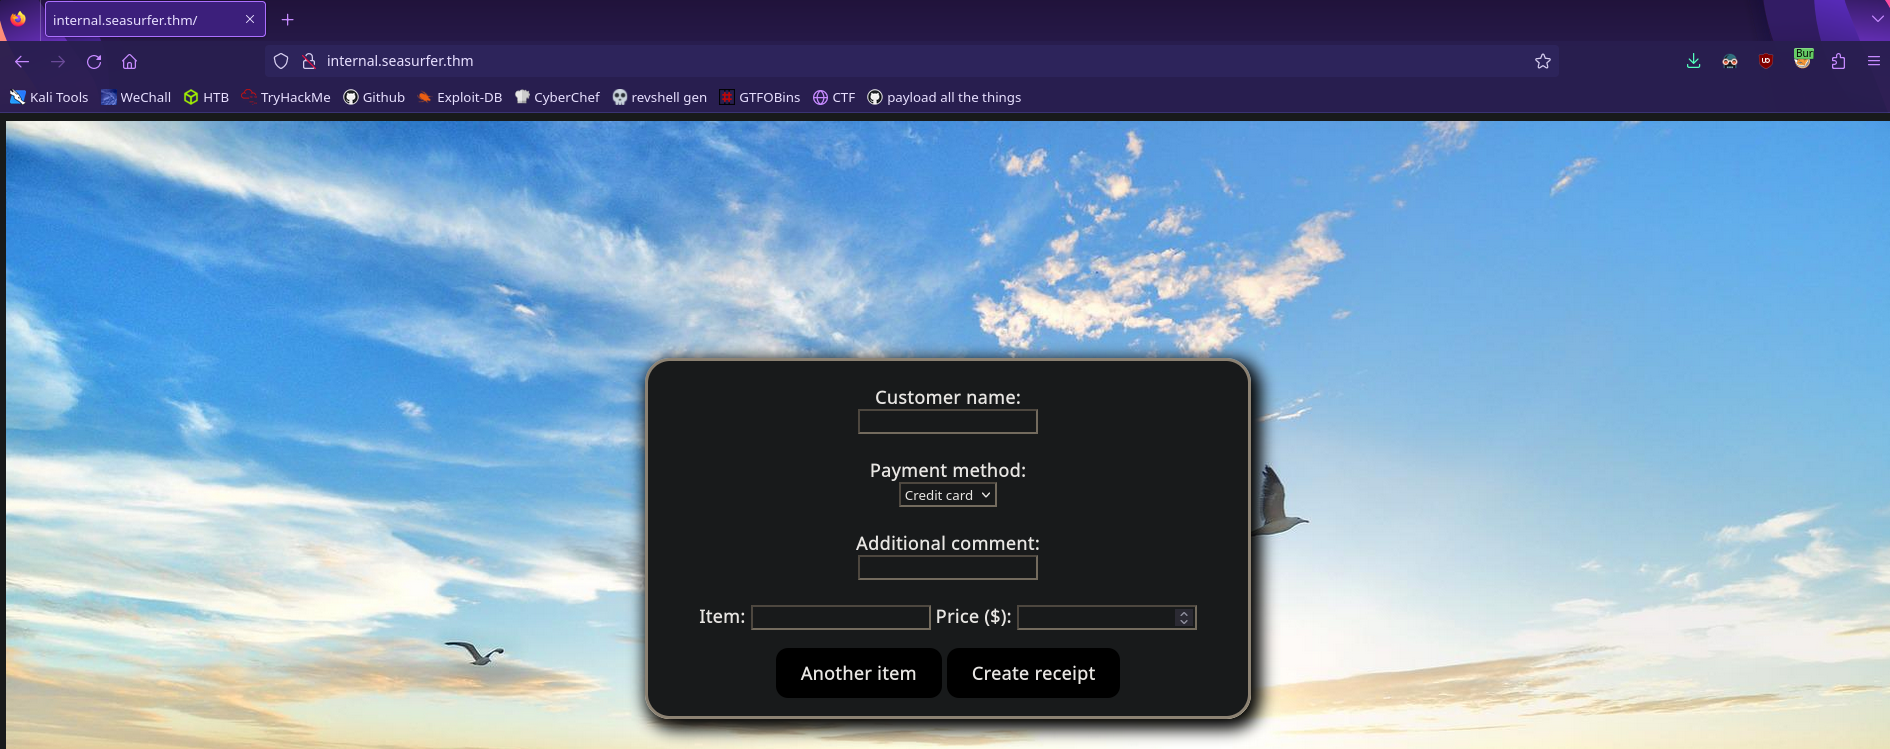 internal.seasurfer.thm/
internal.seasurfer.thm
Bur
Kali Tools WeChall HTB TryHackMe Github Exploit-DB CyberChef revshell gen GTFOBins CTF payload all the things
Customer name:
Payment method:
Credit card
Additional comment:
Item: Price ($):
Another item Create receipt